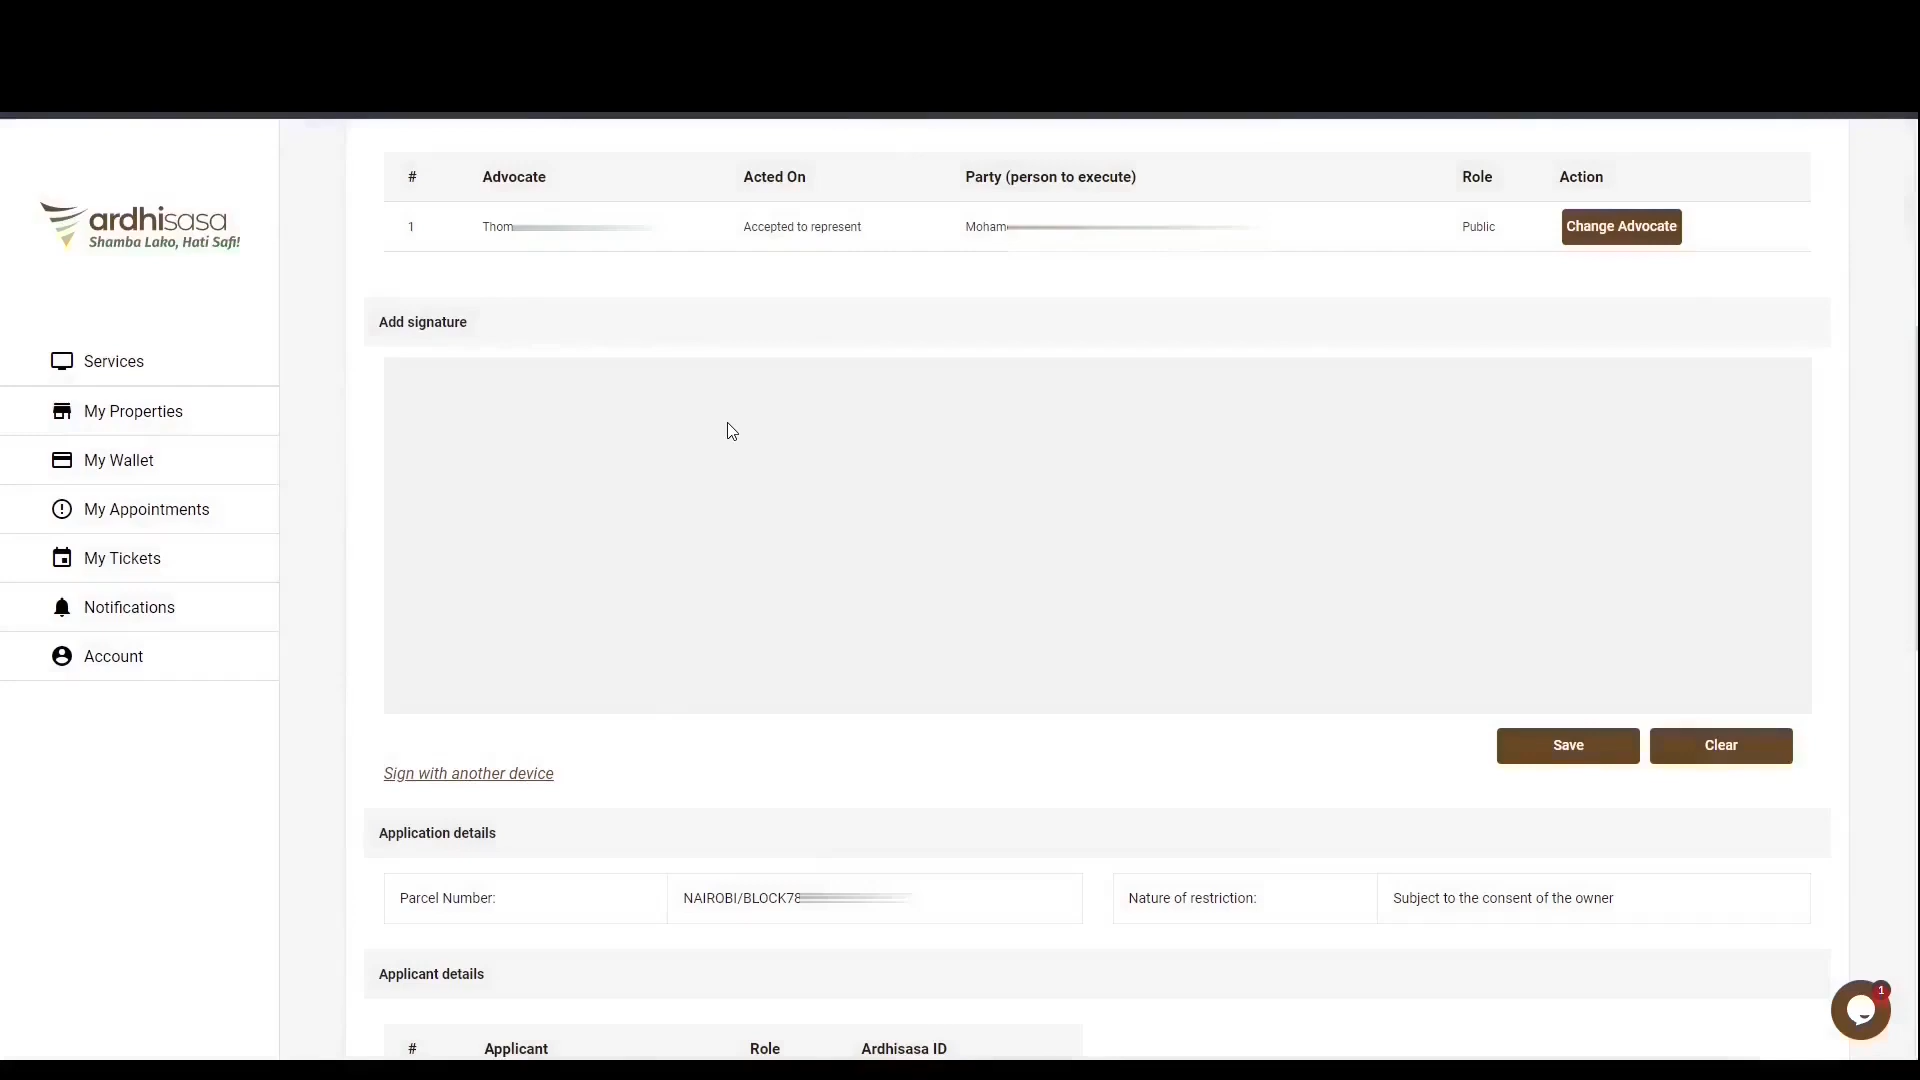 ardhisasa
Shamba Lako, Hati Safi!
Services
My Properties
My Wallet
My Appointments
My Tickets
Notifications
Account
# Advocate Acted On Party (person to execute) Role Action
1 Thom Accepted to represent Moham Public Change Advocate
Add signature
Save Clear
Sign with another device
Application details
Parcel Number: NAIROBI/BLOCK78 Nature of restriction: Subject to the consent of the owner
Applicant details
# Applicant Role Ardhisasa ID
1